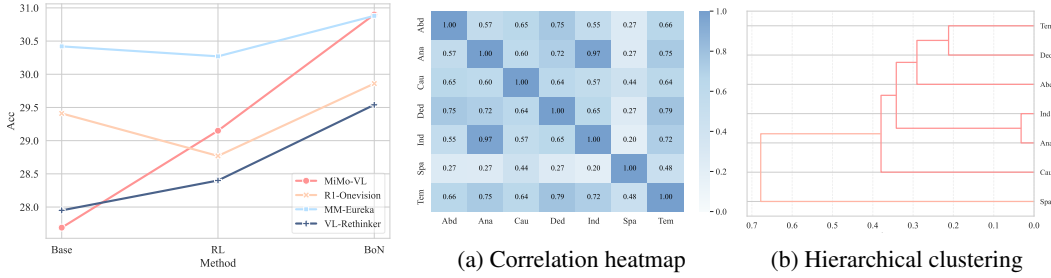 31.0
30.5
30.0
29.5
29.0
28.5
28.0
Acc
Base RL BoN
Method
MiMo-VL
R1-Onevision
MM-Eureka
VL-Rethinker
Abd 1.00 0.57 0.65 0.75 0.55 0.27 0.66
Ana 0.57 1.00 0.60 0.72 0.97 0.27 0.75
Cau 0.65 0.60 1.00 0.64 0.57 0.44 0.64
Ded 0.75 0.72 0.64 1.00 0.65 0.27 0.79
Ind 0.55 0.97 0.57 0.65 1.00 0.20 0.72
Spa 0.27 0.27 0.44 0.27 0.20 1.00 0.48
Tem 0.66 0.75 0.64 0.79 0.72 0.48 1.00
Abd Ana Cau Ded Ind Spa Tem
1.0
0.8
0.6
0.4
0.2
0.0
(a) Correlation heatmap
Tem
Ded
Abd
Ind
Ana
Cau
Spa
0.7 0.6 0.5 0.4 0.3 0.2 0.1 0.0
(b) Hierarchical clustering